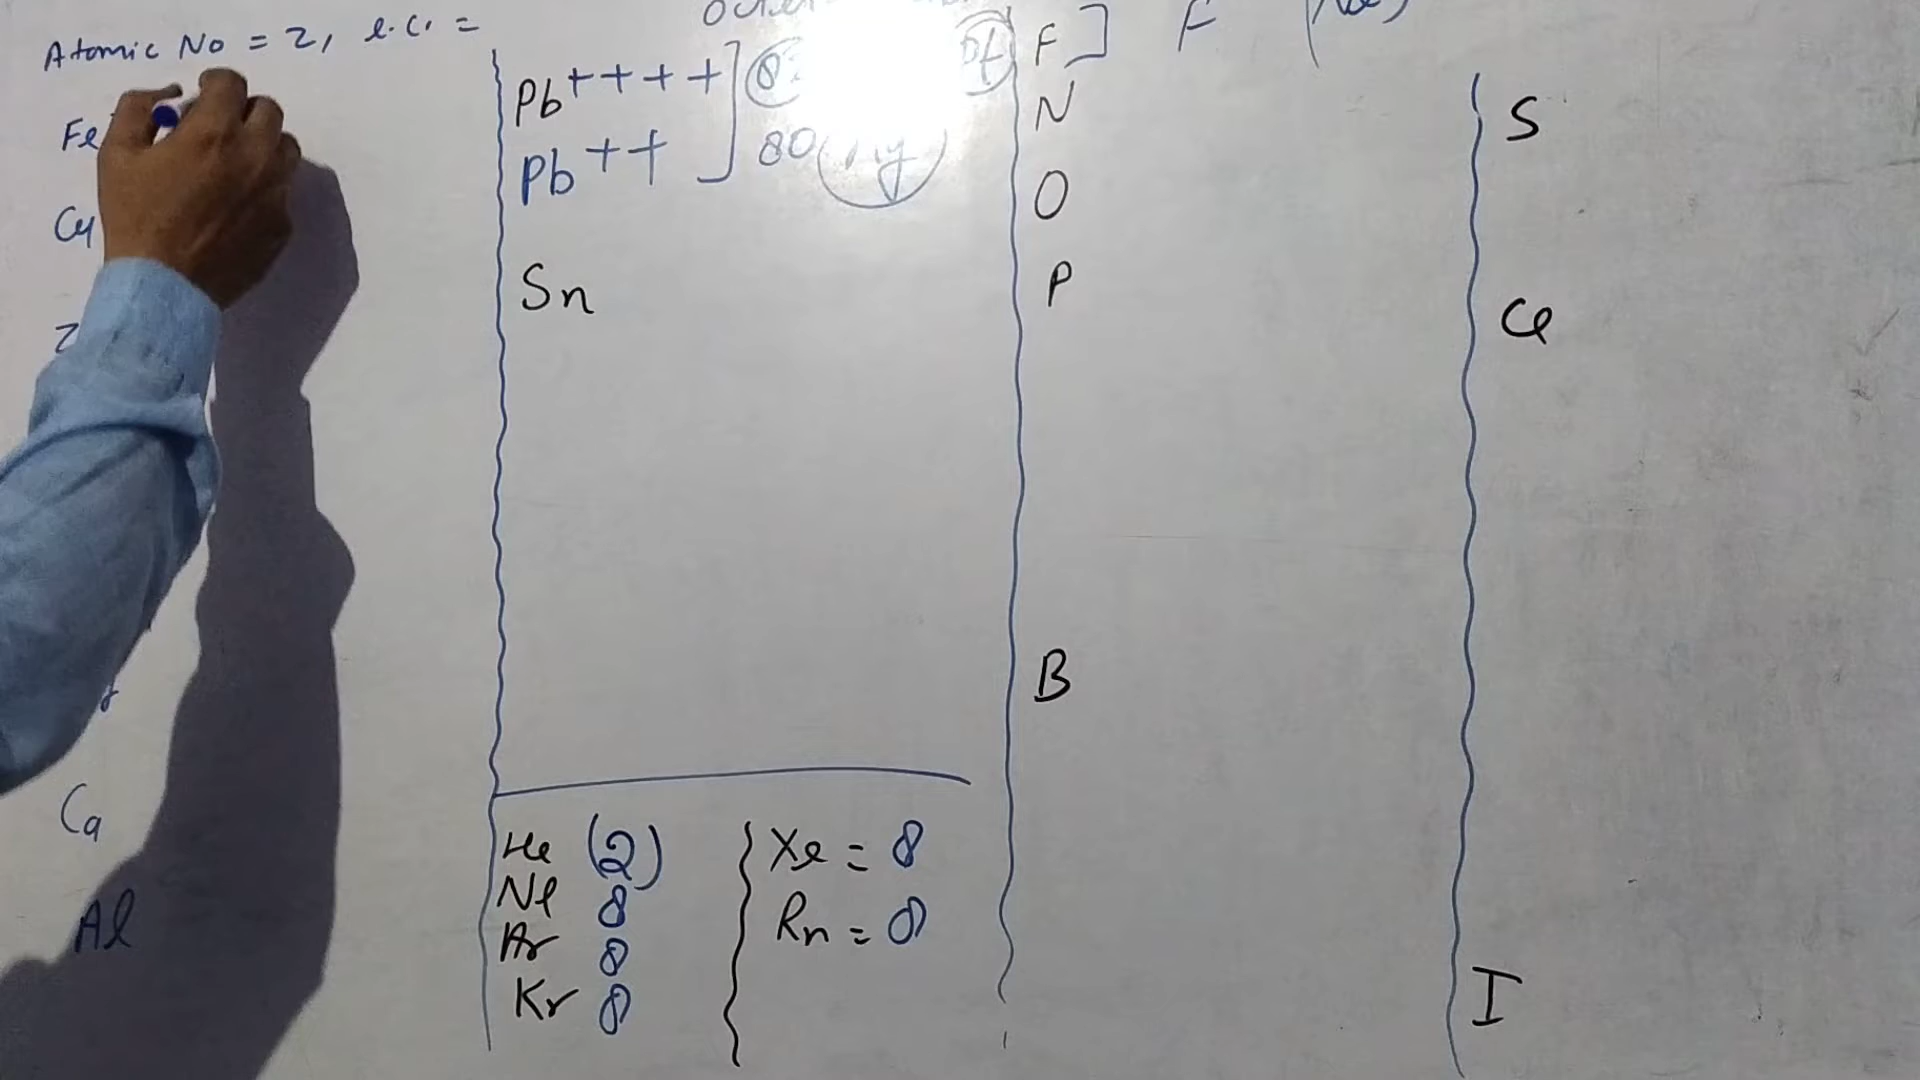 Atomic No = 2, e.c. =
Fe
Cu
Ca
Al
Pb++++] 8
Pb++] 80
Sn
He (2)
Ne 8
Ar 8
Kr 8
Xe = 8
Rn = 8
F] F
N
O
P
B
S
Cl
I